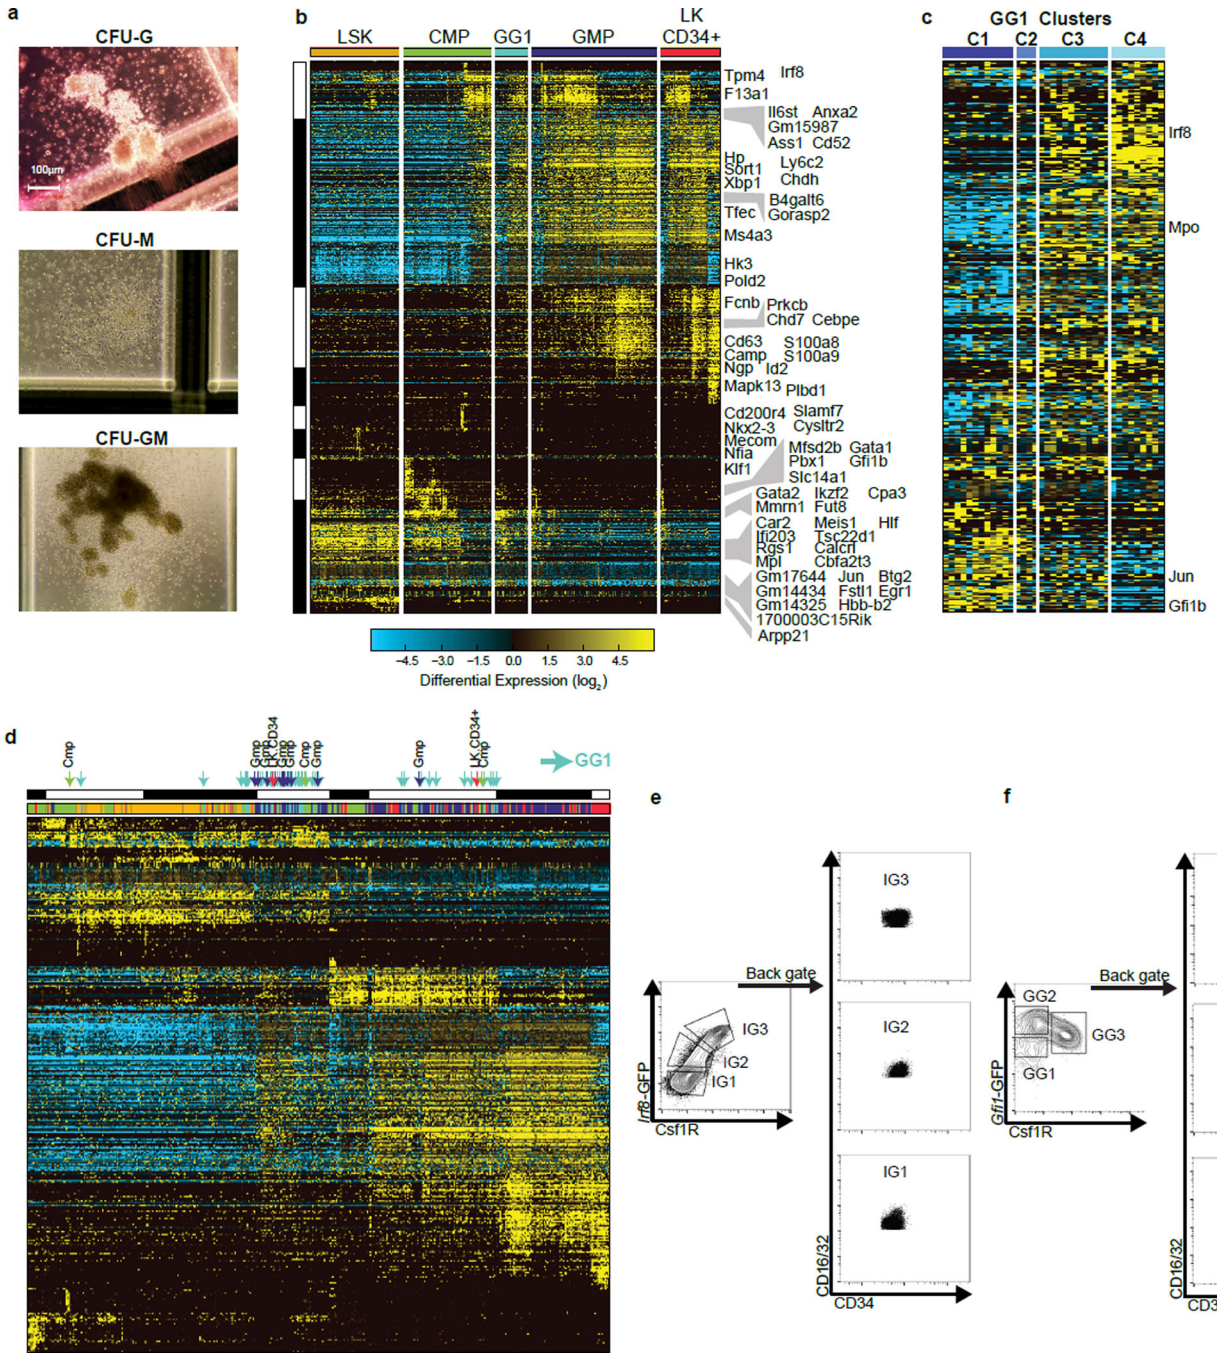 a
CFU-G
100µm
CFU-M
CFU-GM
b
LSK
CMP
GG1
GMP
LK
CD34+
Tpm4 Irf8
F13a1
Il6st Anxa2
Gm15987
Ass1 Cd52
Hp
Sort1 Ly6c2
Xbp1 Chdh
B4galt6
Tfec Gorasp2
Ms4a3
Hk3
Pold2
Fcnb Prkcb
Chd7 Cebpe
Cd63 S100a8
Camp S100a9
Ngp Id2
Mapk13 Plbd1
Cd200r4 Slamf7
Nkx2-3 Cysltr2
Mecom
Nfia Mfsd2b Gata1
Klf1 Pbx1 Gfi1b
Slc14a1
Gata2 Ikzf2 Cpa3
Mmrn1 Fut8
Car2 Meis1 Hlf
Ifi203 Tsc22d1
Rgs1 Calcrl
Mpl Cbfa2t3
Gm17644 Jun Btg2
Gm14434 Fstl1 Egr1
Gm14325 Hbb-b2
1700003C15Rik
Arpp21
−4.5 −3.0 −1.5 0.0 1.5 3.0 4.5
Differential Expression (log2)
c
GG1 Clusters
C1 C2 C3 C4
Irf8
Mpo
Jun
Gfi1b
d
Cmp
Gmp
Gmp
LK.CD34
Gmp
Gmp
Cmp
Gmp
Gmp
LK.CD34+
Cmp
GG1
e
Back gate
Irf8-GFP
IG3
IG2
IG1
Csf1R
IG3
IG2
IG1
CD16/32
CD34
f
Back gate
Gfi1-GFP
GG2
GG3
GG1
Csf1R
CD16/32
CD3